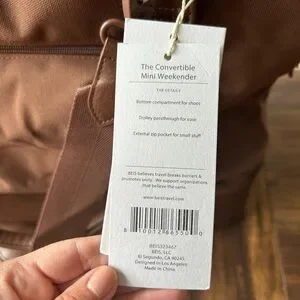 The Convertible
Mini Weekender
THE DETAILS
Bottom compartment for shoes
Trolley passthrough for ease
External zip pocket for small stuff
BÉIS believes travel breaks barriers &
promotes unity. We support organizations
that believe the same.
www.beistravel.com
BEIS, LLC
El Segundo, CA 90245
Designed in Los Angeles
Made in China